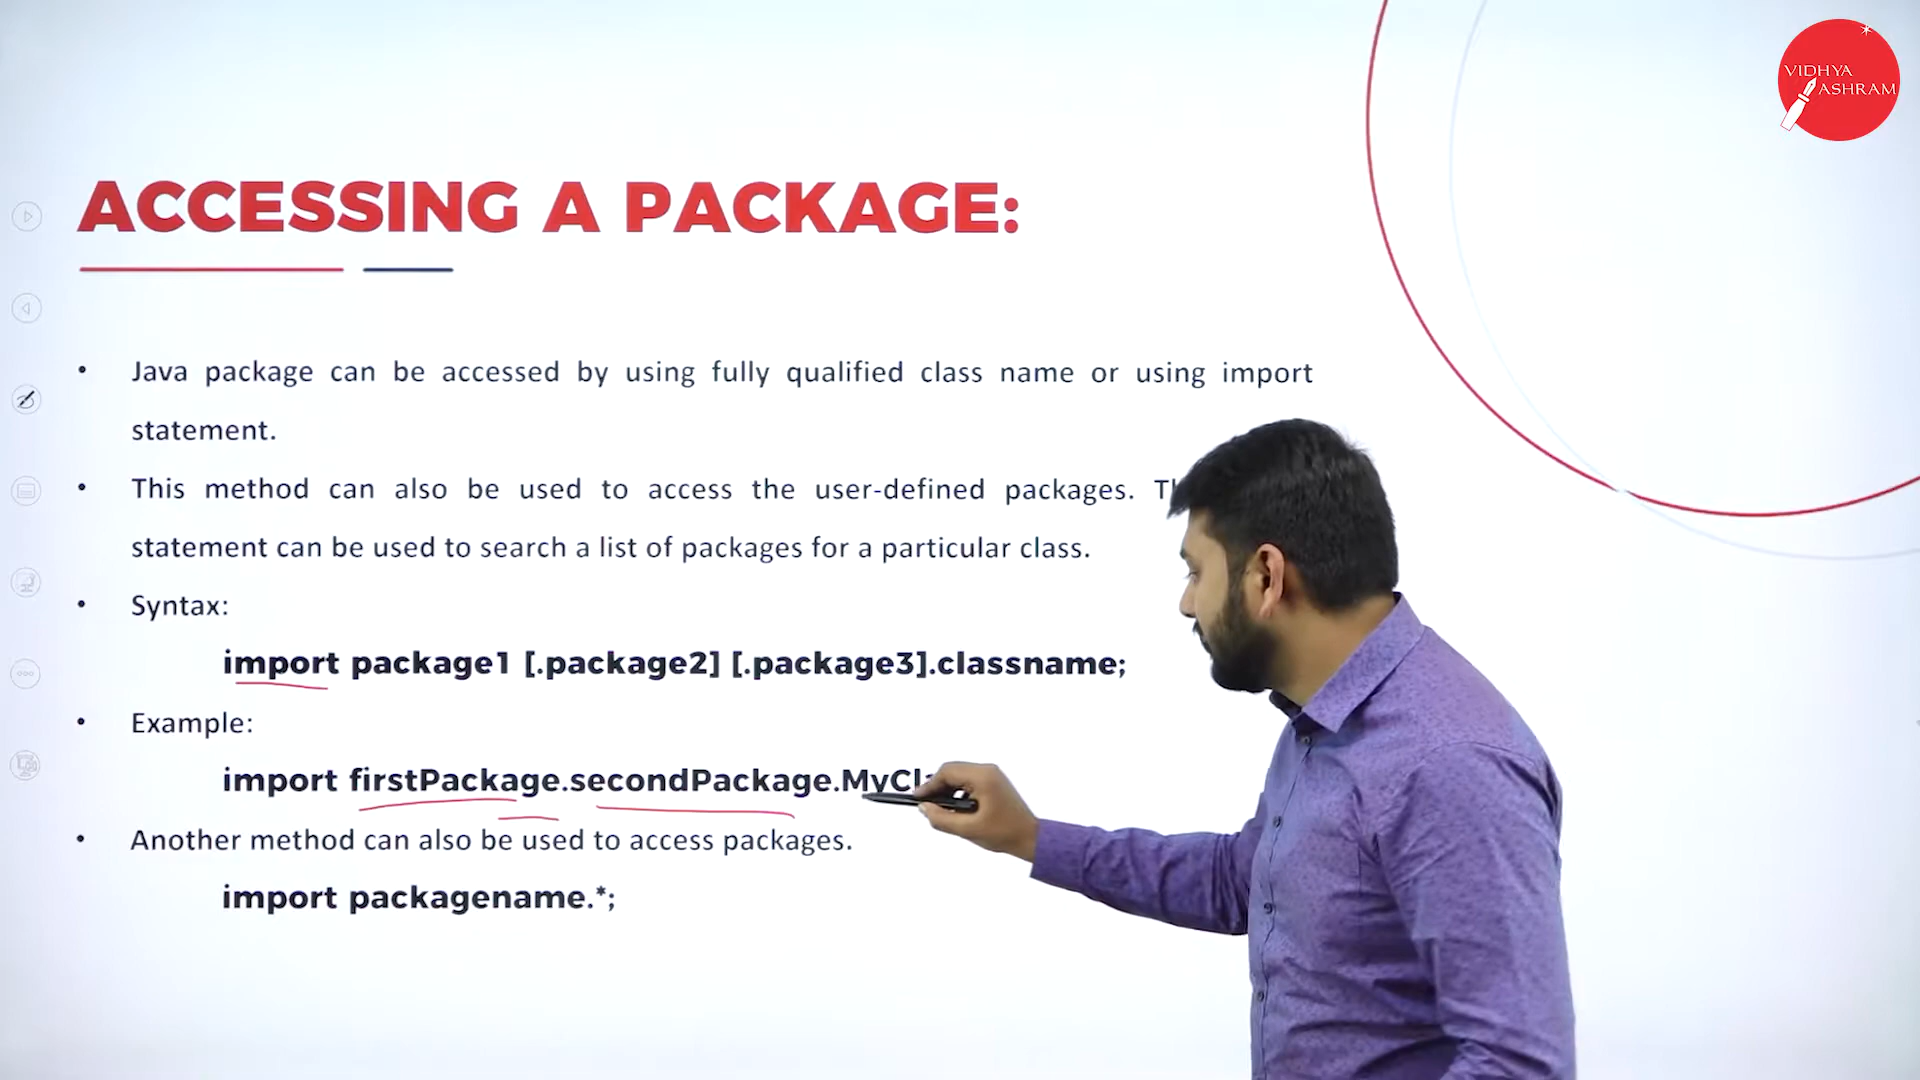 VIDHYA
ASHRAM
ACCESSING A PACKAGE:
• Java package can be accessed by using fully qualified class name or using import
statement.
• This method can also be used to access the user-defined packages.
statement can be used to search a list of packages for a particular class.
• Syntax:
import package1 [.package2] [.package3].classname;
• Example:
import firstPackage.secondPackage.MyCl
• Another method can also be used to access packages.
import packagename.*;